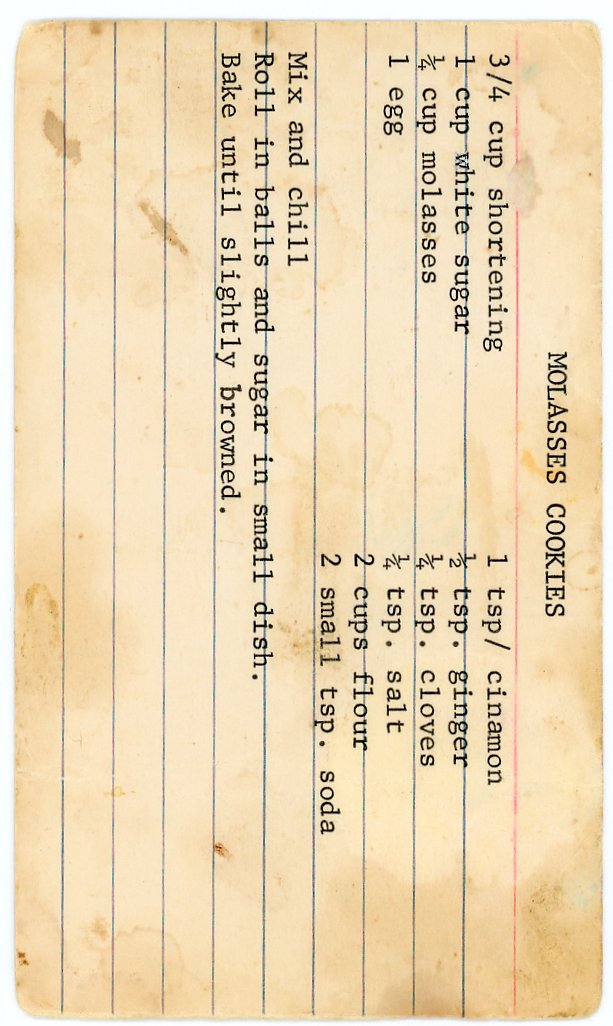 MOLASSES COOKIES
3/4 cup shortening
1 cup white sugar
¼ cup molasses
1 egg
1 tsp/ cinamon
½ tsp. ginger
¼ tsp. cloves
¼ tsp. salt
2 cups flour
2 small tsp. soda
Mix and chill
Roll in balls and sugar in small dish.
Bake until slightly browned.